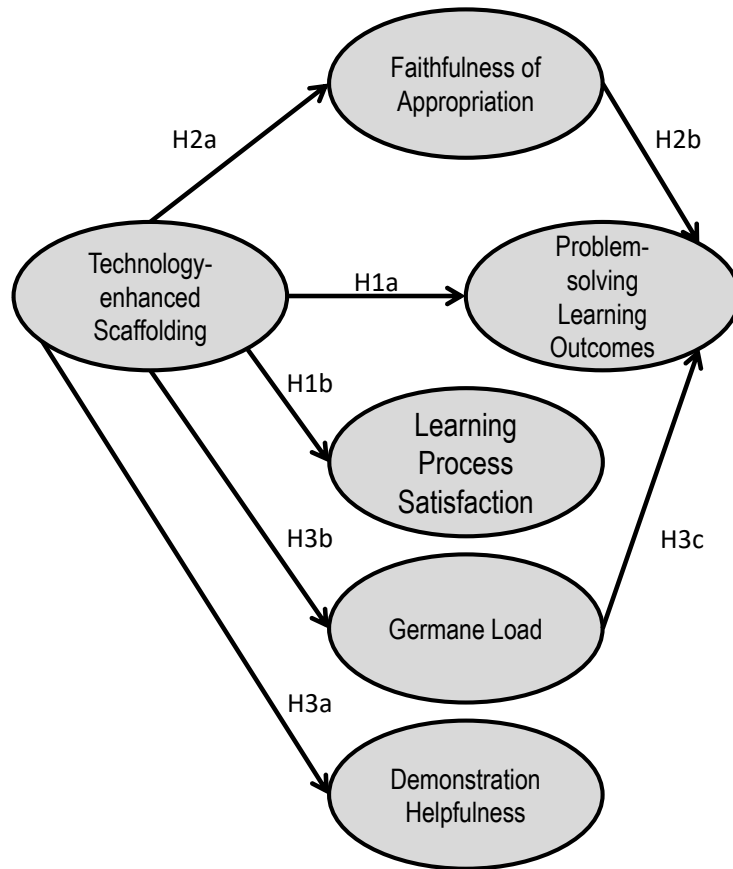 Faithfulness of
Appropriation
H2a
H2b
Technology-
enhanced
Scaffolding
H1a
Problem-
solving
Learning
Outcomes
H1b
Learning
Process
Satisfaction
H3b
H3c
Germane Load
H3a
Demonstration
Helpfulness